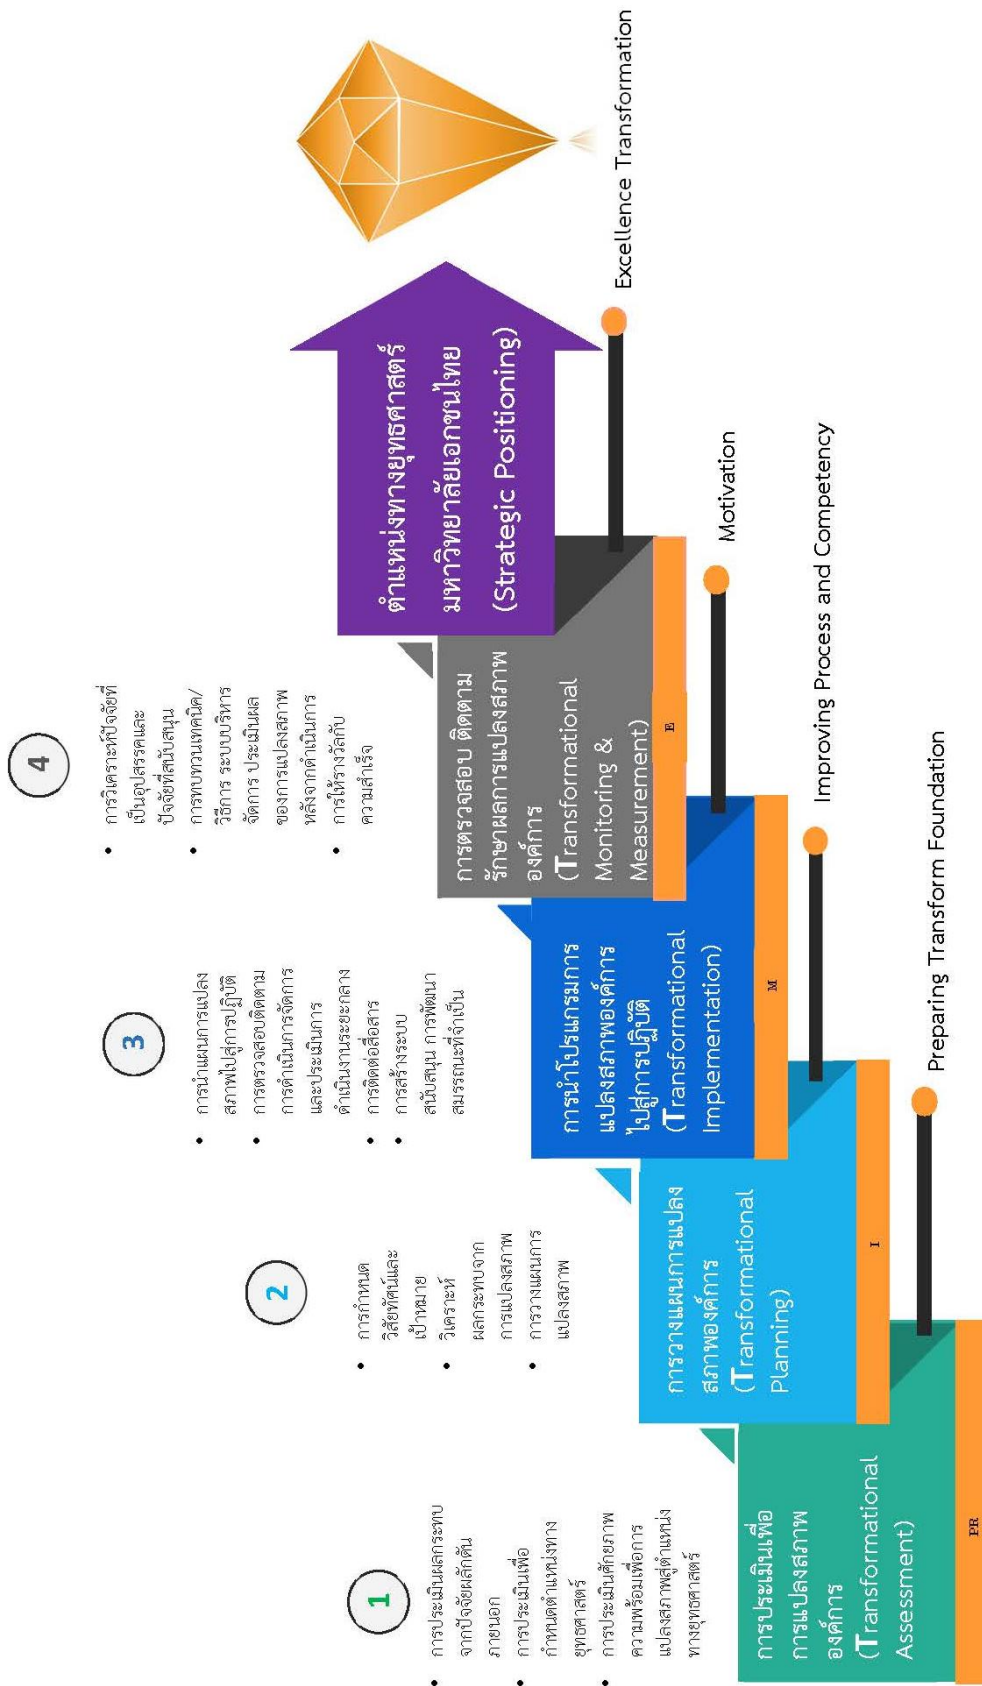 1
• การประเมินผลกระทบ
จากปัจจัยผลักดัน
ภายนอก
• การประเมินเพื่อ
กำหนดตำแหน่งทาง
ยุทธศาสตร์
• การประเมินศักยภาพ
ความพร้อมเพื่อการ
แปลงสภาพสู่ตำแหน่ง
ทางยุทธศาสตร์
การประเมินเพื่อ
การแปลงสภาพ
องค์การ
(Transformational
Assessment)
PR
Preparing Transform Foundation
2
• การกำหนด
วิสัยทัศน์และ
เป้าหมาย
• วิเคราะห์
ผลกระทบจาก
การแปลงสภาพ
• การวางแผนการ
แปลงสภาพ
การวางแผนการแปลง
สภาพองค์การ
(Transformational
Planning)
I
Improving Process and Competency
3
• การนำแผนการแปลง
สภาพไปสู่การปฏิบัติ
• การตรวจสอบติดตาม
การดำเนินการจัดการ
และประเมินการ
ดำเนินงานระยะกลาง
• การติดต่อสื่อสาร
• การสร้างระบบ
สนับสนุน การพัฒนา
สมรรถนะที่จำเป็น
การนำโปรแกรมการ
แปลงสภาพองค์การ
ไปสู่การปฏิบัติ
(Transformational
Implementation)
M
Motivation
4
• การวิเคราะห์ปัจจัยที่
เป็นอุปสรรคและ
ปัจจัยที่สนับสนุน
• การทบทวนเทคนิค/
วิธีการ ระบบบริหาร
จัดการ ประเมินผล
ของการแปลงสภาพ
หลังจากดำเนินการ
• การให้รางวัลกับ
ความสำเร็จ
การตรวจสอบ ติดตาม
รักษาผลการแปลงสภาพ
องค์การ
(Transformational
Monitoring &
Measurement)
E
Excellence Transformation
ตำแหน่งทางยุทธศาสตร์
มหาวิทยาลัยเอกชนไทย
(Strategic Positioning)